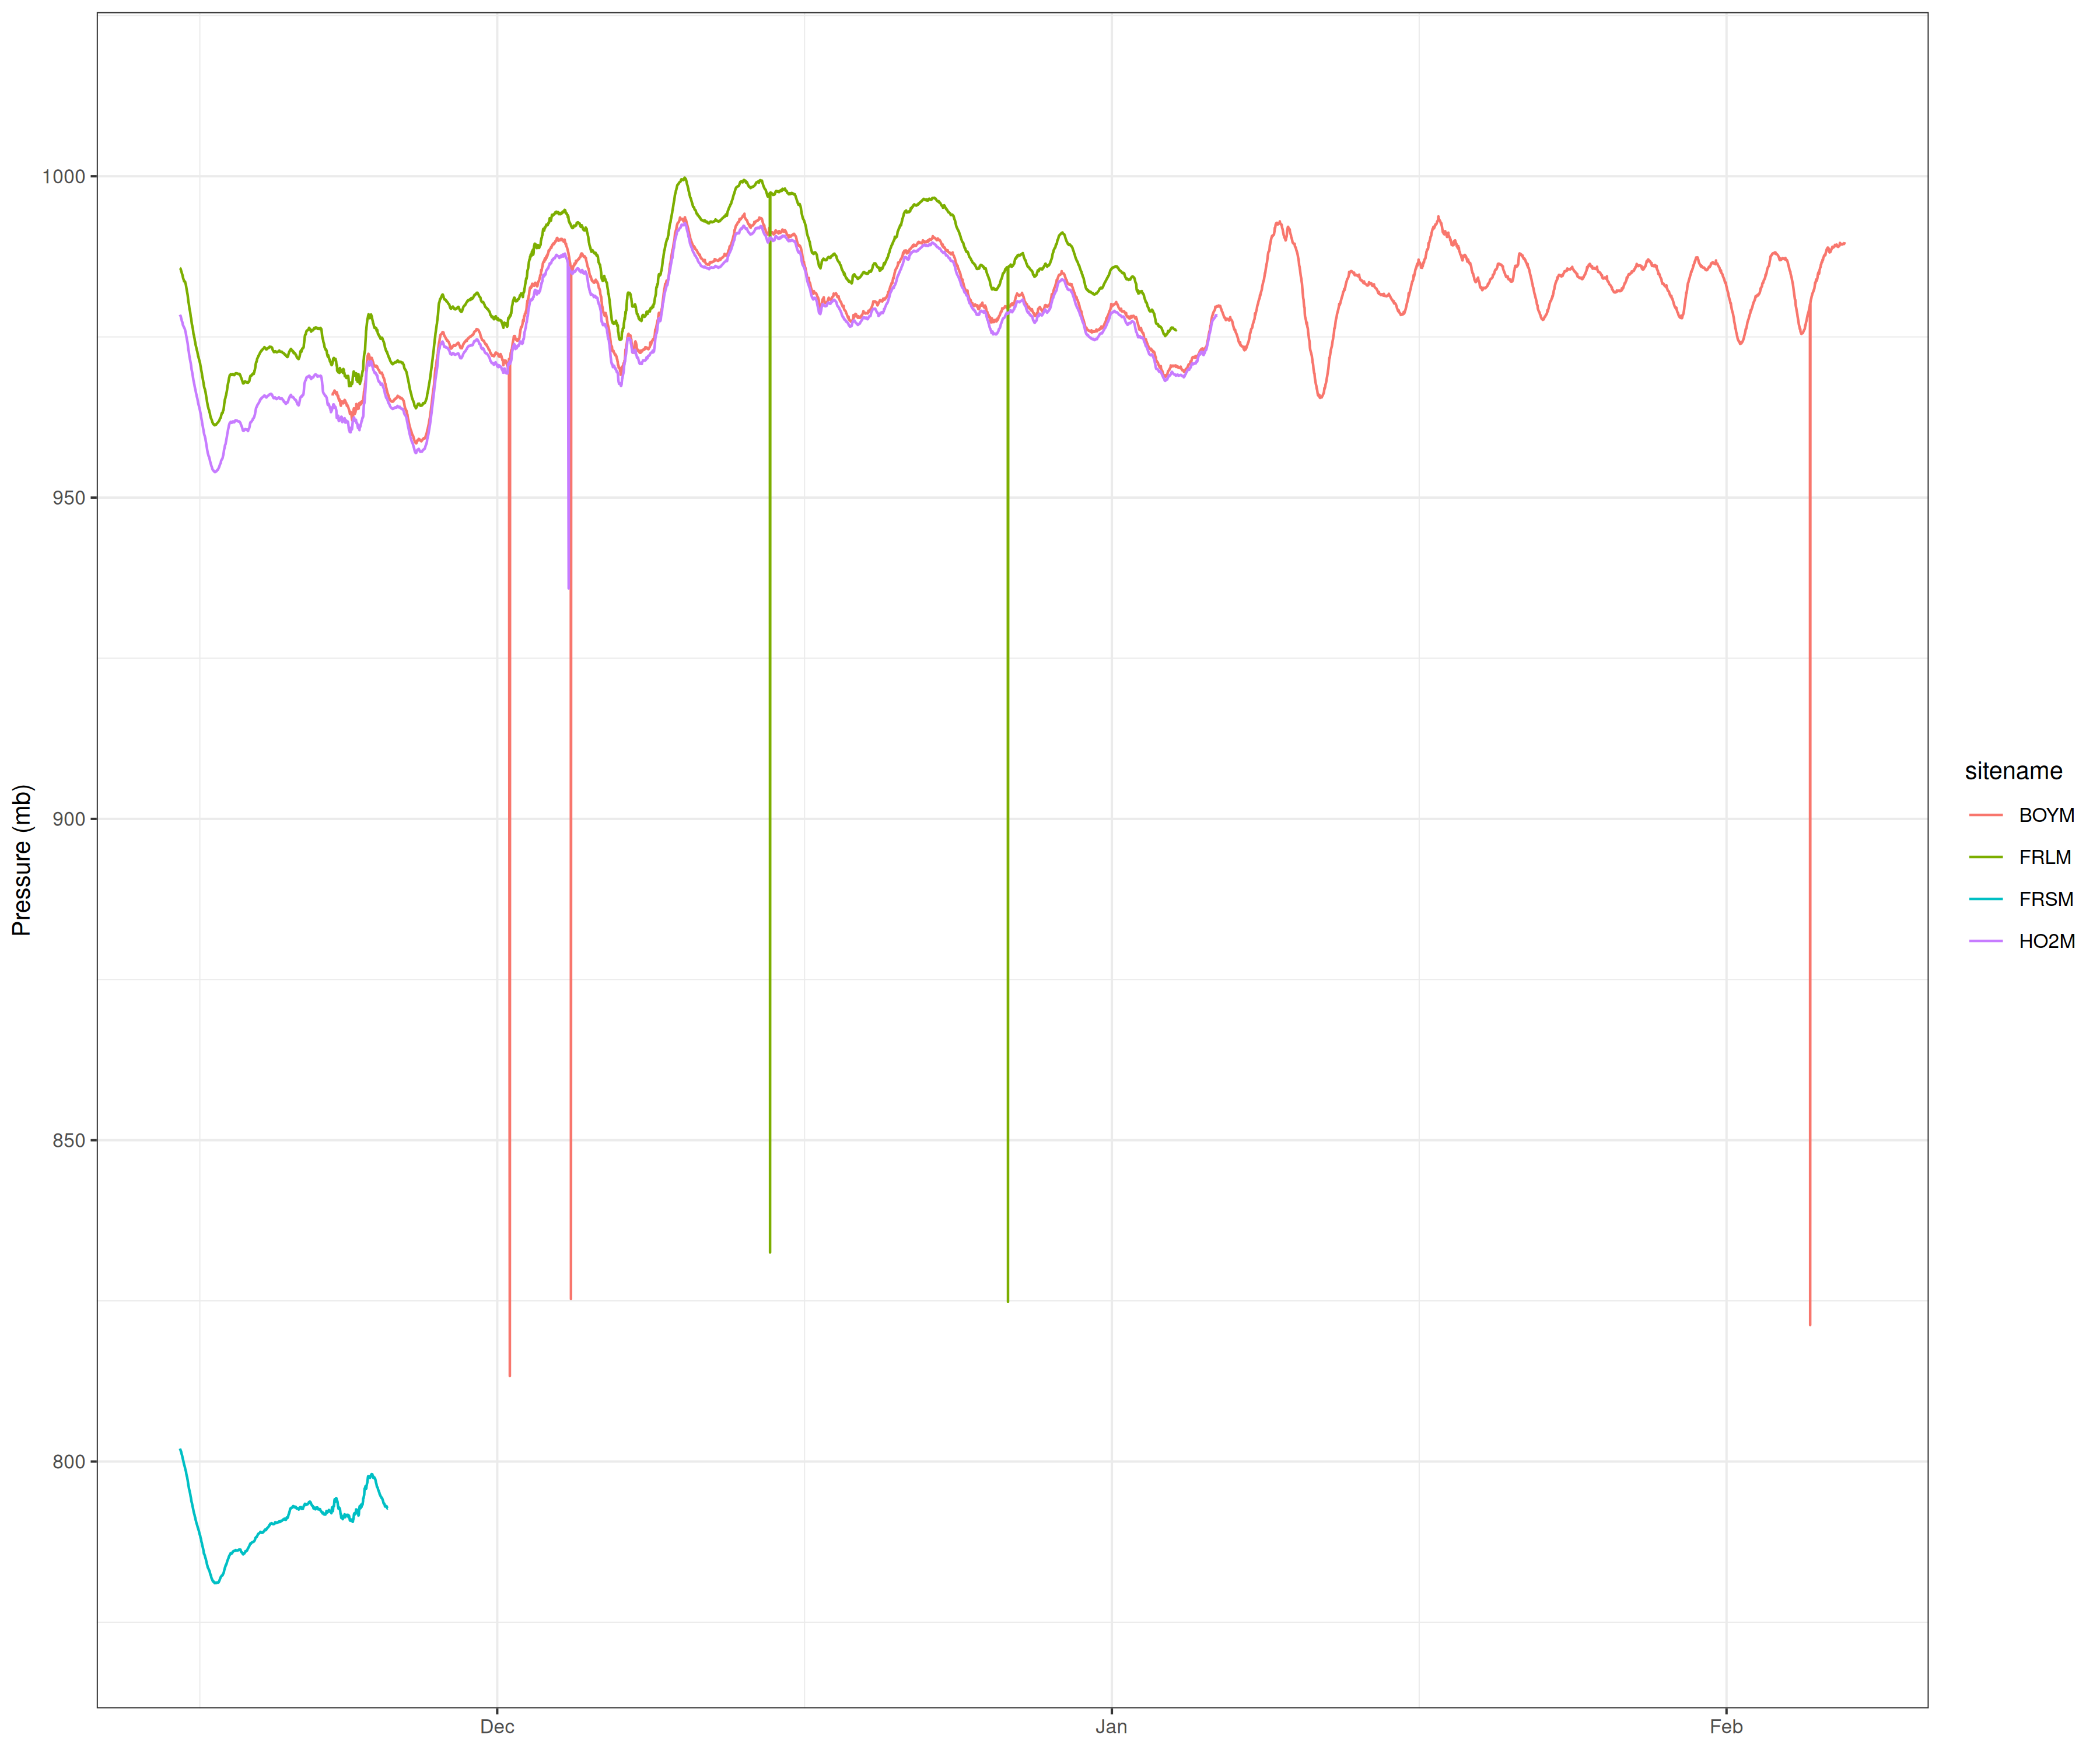 1000
950
900
850
800
Pressure (mb)
Dec
Jan
Feb
sitename
BOYM
FRLM
FRSM
HO2M